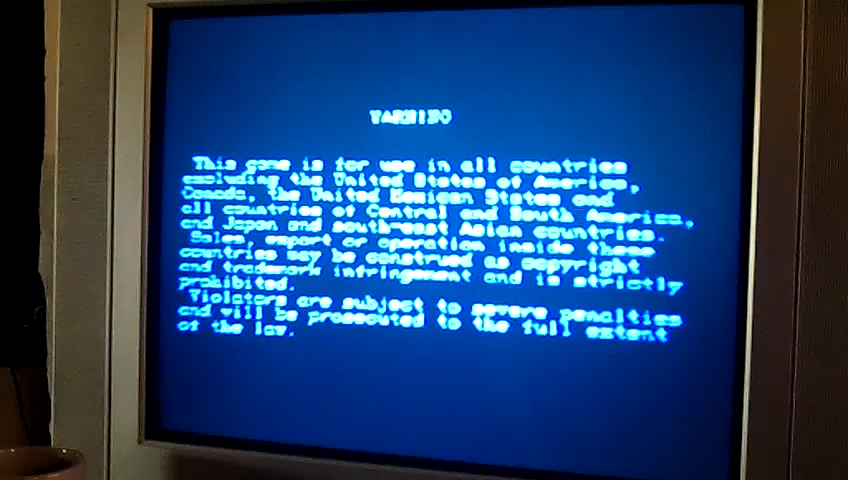 WARNING
This game is for use in all countries
excluding the United States of America,
Canada, the United Mexican States and
all countries of Central and South America,
and Japan and south-east Asian countries.
Sales, export or operation inside these
countries may be construed as copyright
and trademark infringement and is strictly
prohibited.
Violators are subject to severe penalties
and will be prosecuted to the full extent
of the law.